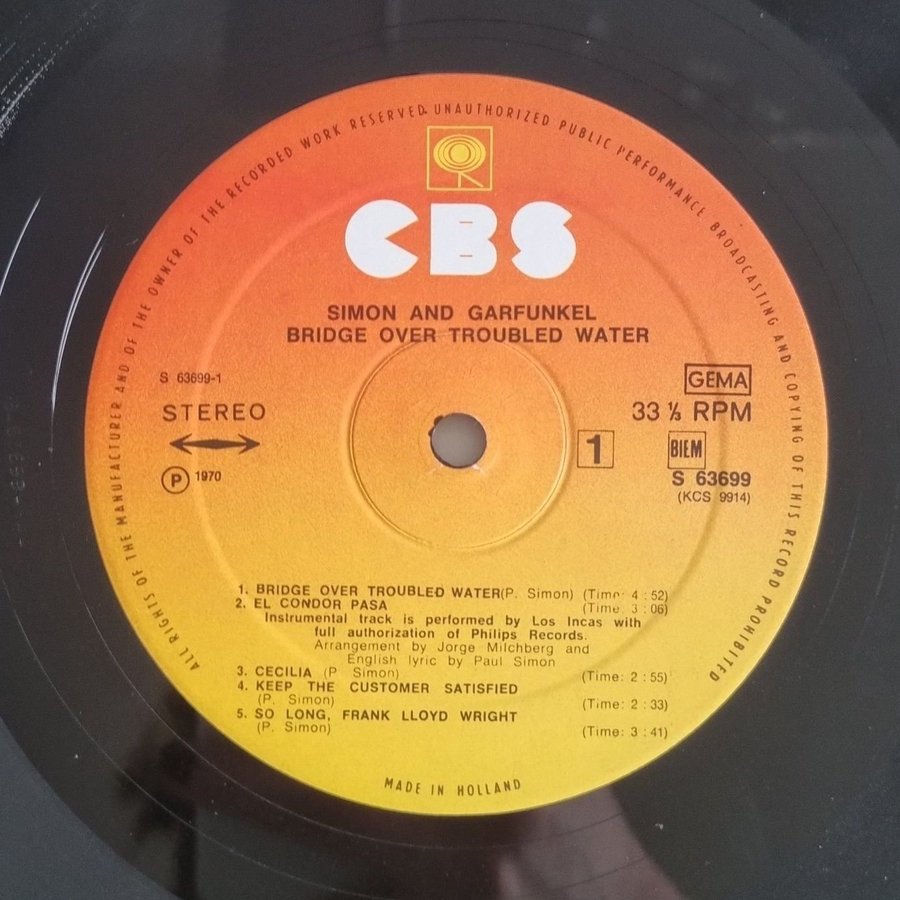 ALL RIGHTS OF THE MANUFACTURER AND OF THE OWNER OF THE RECORDED WORK RESERVED. UNAUTHORIZED PUBLIC PERFORMANCE BROADCASTING AND COPYING OF THIS RECORD PROHIBITED
CBS
SIMON AND GARFUNKEL
BRIDGE OVER TROUBLED WATER
S 63699-1
GEMA
STEREO
33 ⅓ RPM
1
BIEM
℗ 1970
S 63699
(KCS 9914)
1. BRIDGE OVER TROUBLED WATER (P. Simon) (Time: 4:52)
2. EL CONDOR PASA (Time: 3:06)
Instrumental track is performed by Los Incas with
full authorization of Philips Records.
Arrangement by Jorge Milchberg and
English lyric by Paul Simon
3. CECILIA (P. Simon) (Time: 2:55)
4. KEEP THE CUSTOMER SATISFIED
(P. Simon) (Time: 2:33)
5. SO LONG, FRANK LLOYD WRIGHT
(P. Simon) (Time: 3:41)
MADE IN HOLLAND